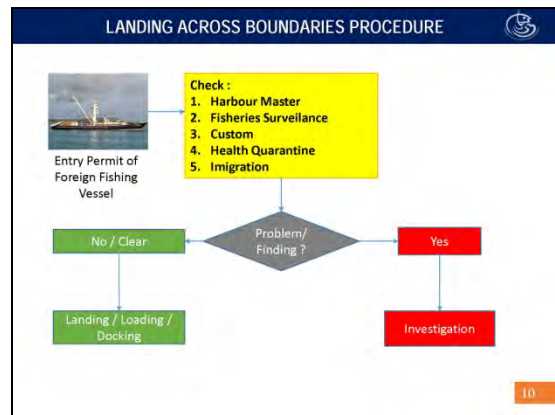 LANDING ACROSS BOUNDARIES PROCEDURE
Check :
1. Harbour Master
2. Fisheries Surveilance
3. Custom
4. Health Quarantine
5. Imigration
Entry Permit of
Foreign Fishing
Vessel
Problem/
Finding ?
No / Clear
Yes
Landing / Loading /
Docking
Investigation
10